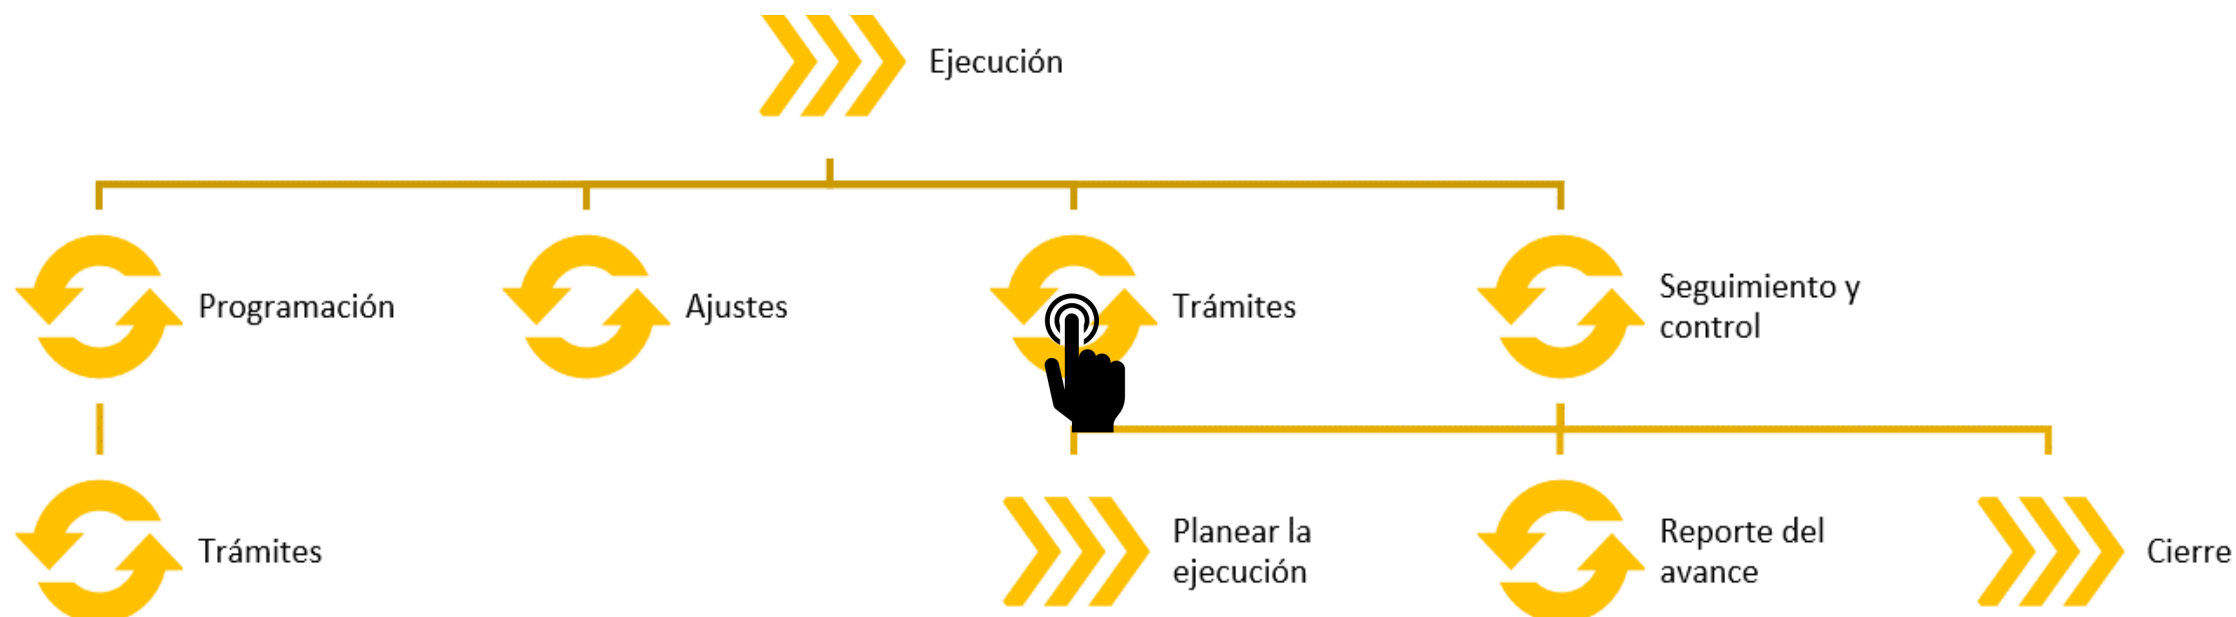 Ejecución
Programación
Ajustes
Trámites
Seguimiento y
control
Trámites
Planear la
ejecución
Reporte del
avance
Cierre